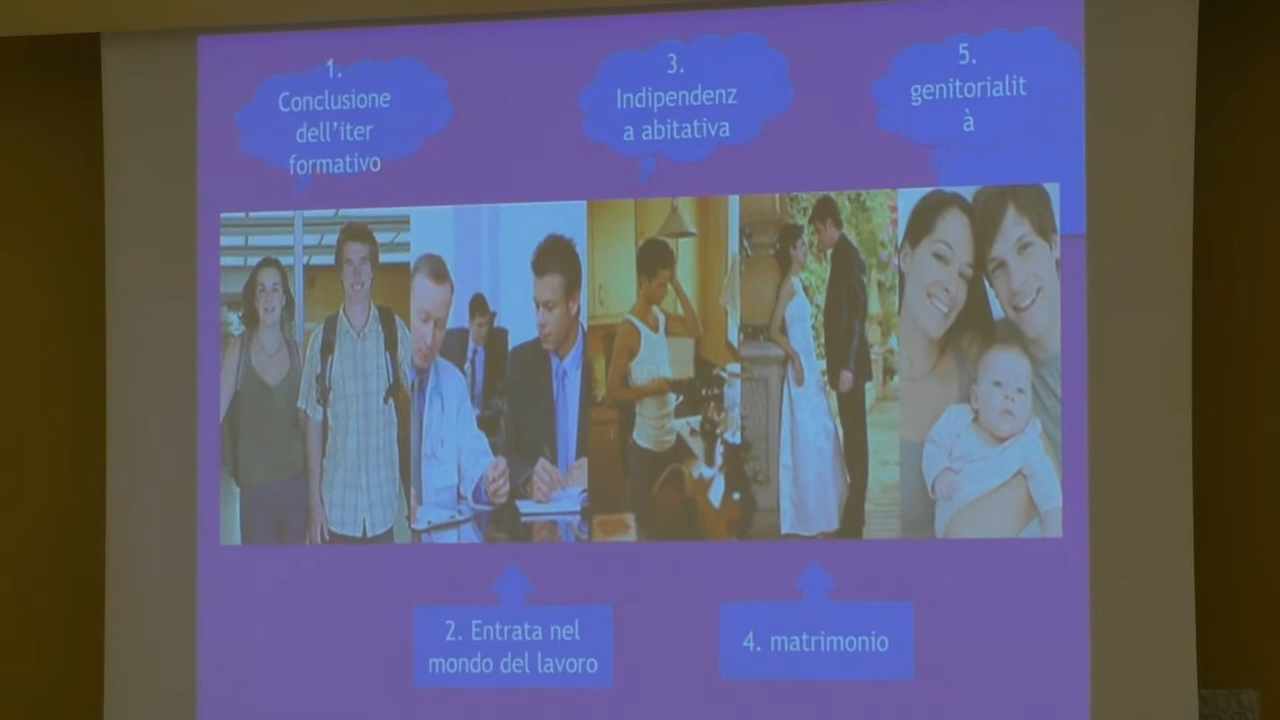 1.
Conclusione
dell'iter
formativo
2. Entrata nel
mondo del lavoro
3.
Indipendenz
a abitativa
4. matrimonio
5.
genitorialit
à